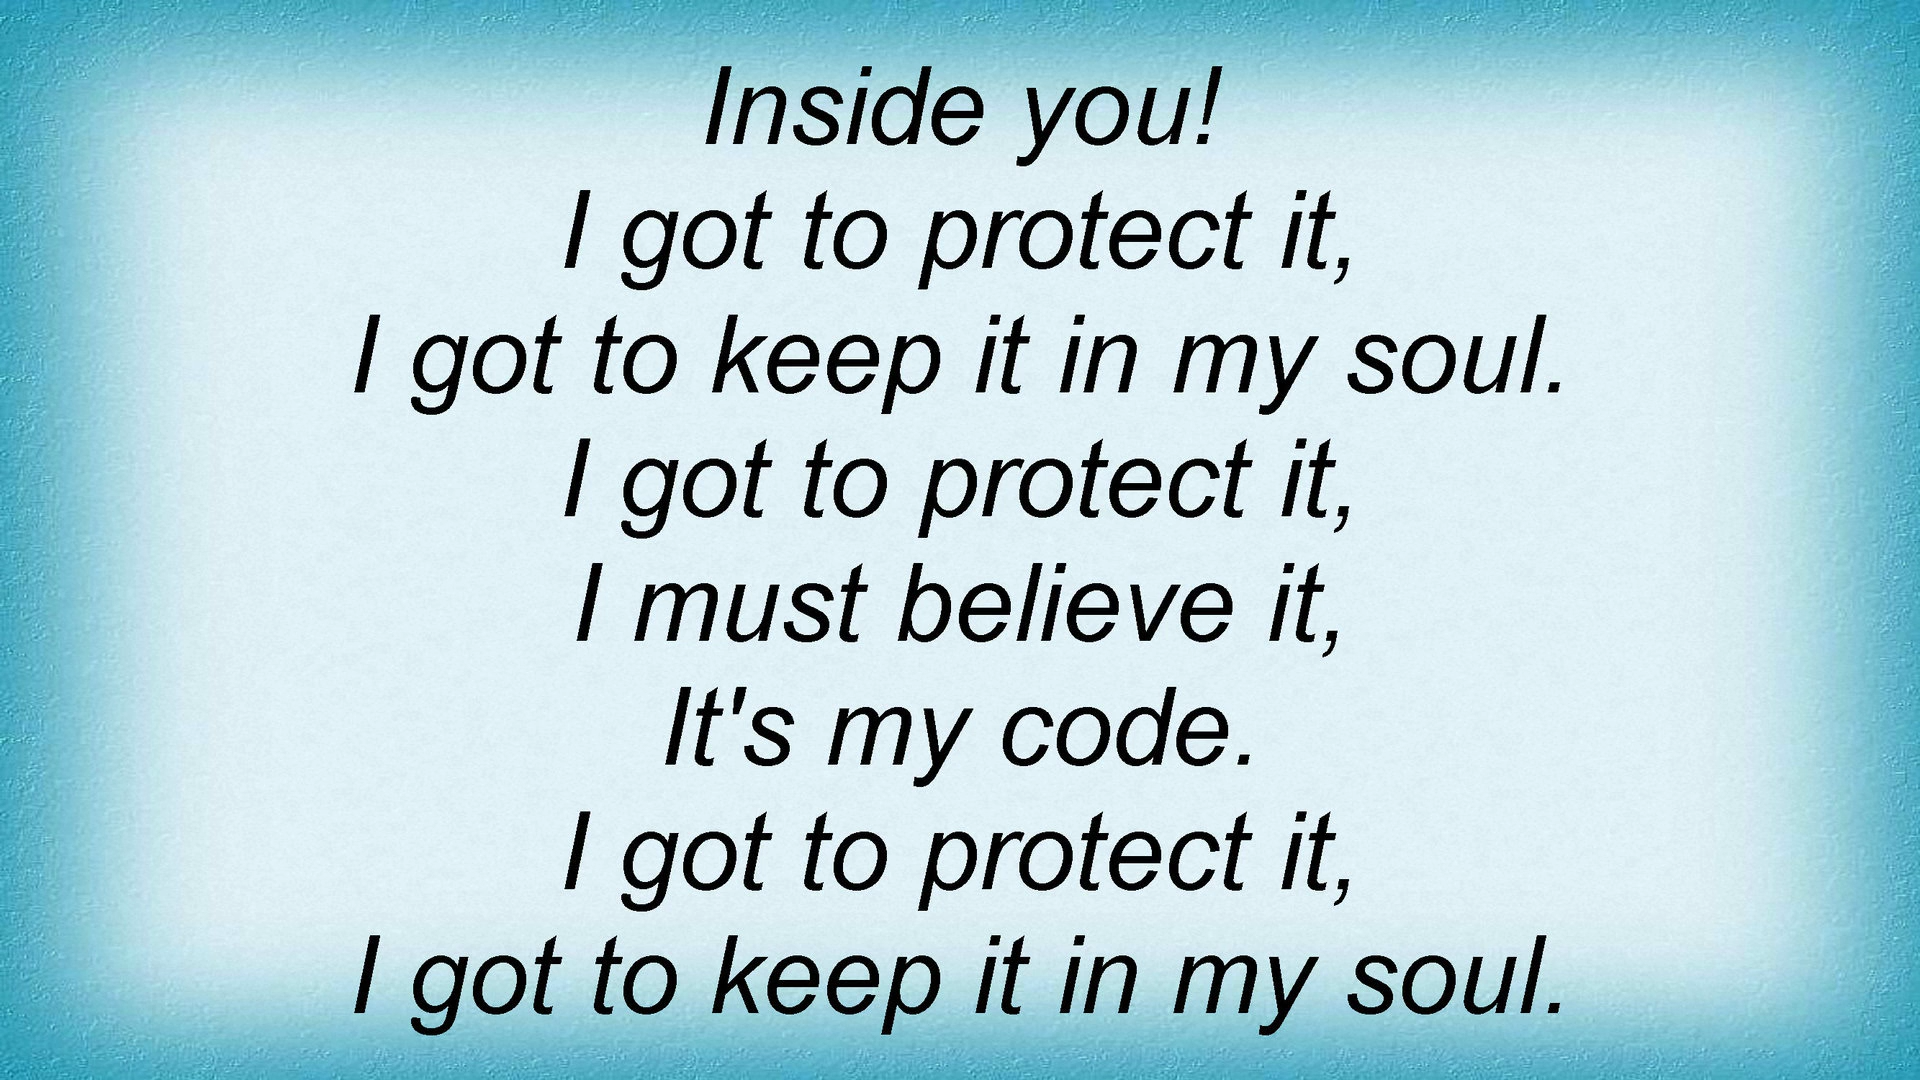 Inside you!
I got to protect it,
I got to keep it in my soul.
I got to protect it,
I must believe it,
It's my code.
I got to protect it,
I got to keep it in my soul.